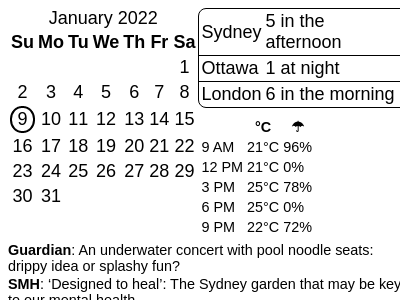 January 2022
Su Mo Tu We Th Fr Sa
1
2 3 4 5 6 7 8
9 10 11 12 13 14 15
16 17 18 19 20 21 22
23 24 25 26 27 28 29
30 31
Sydney 5 in the
afternoon
Ottawa 1 at night
London 6 in the morning
°C ☂
9 AM 21°C 96%
12 PM 21°C 0%
3 PM 25°C 78%
6 PM 25°C 0%
9 PM 22°C 72%
Guardian: An underwater concert with pool noodle seats:
drippy idea or splashy fun?
SMH: ‘Designed to heal’: The Sydney garden that may be key
to our mental health